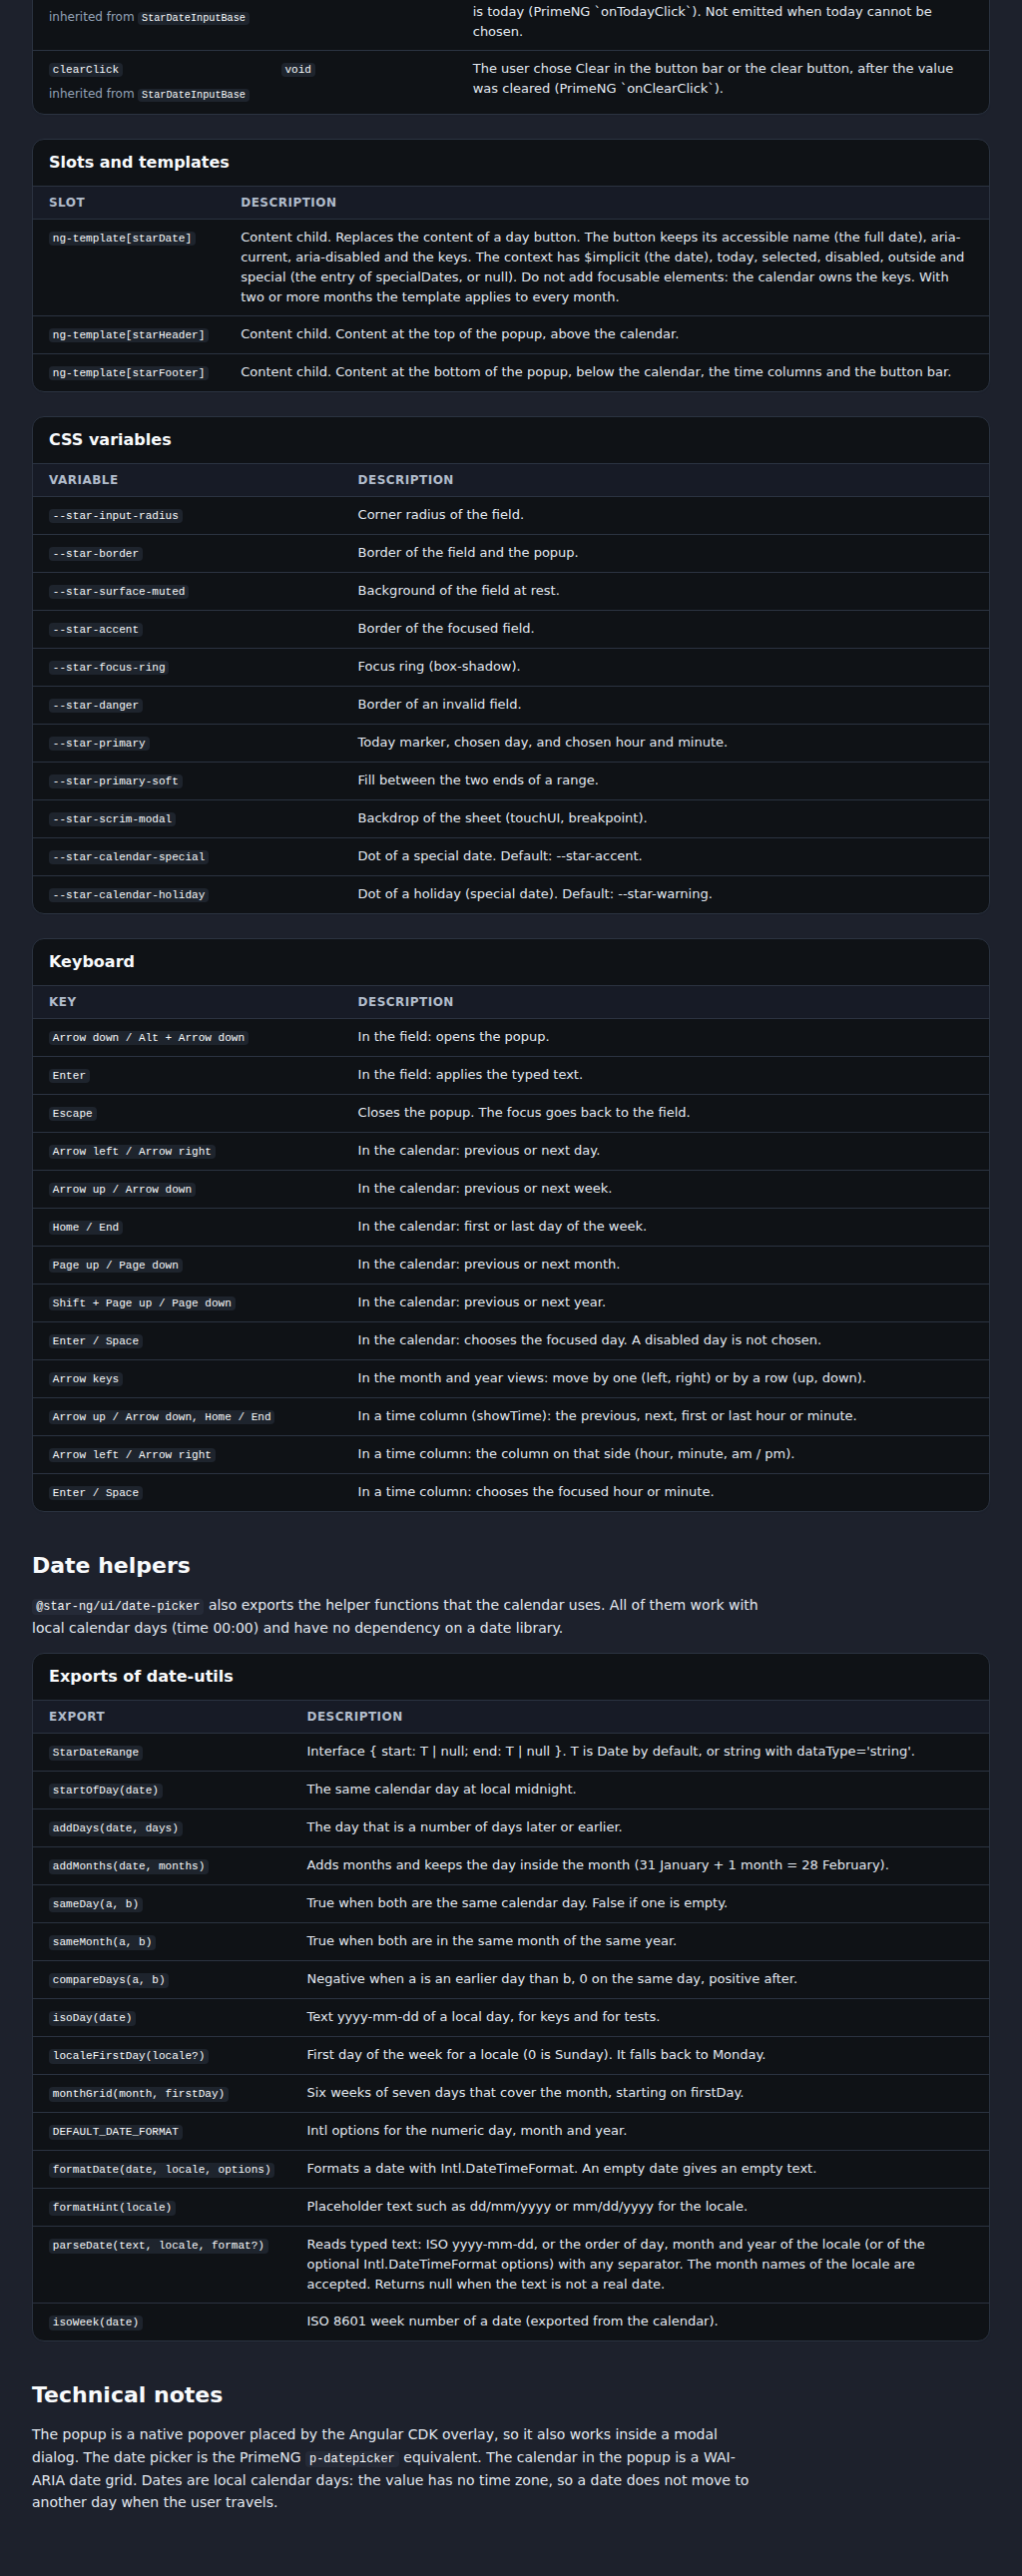 is today (PrimeNG `onTodayClick`). Not emitted when today cannot be
inherited from StarDateInputBase
chosen.
clearClick void The user chose Clear in the button bar or the clear button, after the value
was cleared (PrimeNG `onClearClick`).
inherited from StarDateInputBase
Slots and templates
SLOT DESCRIPTION
ng-template[starDate] Content child. Replaces the content of a day button. The button keeps its accessible name (the full date), aria-
current, aria-disabled and the keys. The context has $implicit (the date), today, selected, disabled, outside and
special (the entry of specialDates, or null). Do not add focusable elements: the calendar owns the keys. With
two or more months the template applies to every month.
ng-template[starHeader] Content child. Content at the top of the popup, above the calendar.
ng-template[starFooter] Content child. Content at the bottom of the popup, below the calendar, the time columns and the button bar.
CSS variables
VARIABLE DESCRIPTION
--star-input-radius Corner radius of the field.
--star-border Border of the field and the popup.
--star-surface-muted Background of the field at rest.
--star-accent Border of the focused field.
--star-focus-ring Focus ring (box-shadow).
--star-danger Border of an invalid field.
--star-primary Today marker, chosen day, and chosen hour and minute.
--star-primary-soft Fill between the two ends of a range.
--star-scrim-modal Backdrop of the sheet (touchUI, breakpoint).
--star-calendar-special Dot of a special date. Default: --star-accent.
--star-calendar-holiday Dot of a holiday (special date). Default: --star-warning.
Keyboard
KEY DESCRIPTION
Arrow down / Alt + Arrow down In the field: opens the popup.
Enter In the field: applies the typed text.
Escape Closes the popup. The focus goes back to the field.
Arrow left / Arrow right In the calendar: previous or next day.
Arrow up / Arrow down In the calendar: previous or next week.
Home / End In the calendar: first or last day of the week.
Page up / Page down In the calendar: previous or next month.
Shift + Page up / Page down In the calendar: previous or next year.
Enter / Space In the calendar: chooses the focused day. A disabled day is not chosen.
Arrow keys In the month and year views: move by one (left, right) or by a row (up, down).
Arrow up / Arrow down, Home / End In a time column (showTime): the previous, next, first or last hour or minute.
Arrow left / Arrow right In a time column: the column on that side (hour, minute, am / pm).
Enter / Space In a time column: chooses the focused hour or minute.
Date helpers
@star-ng/ui/date-picker also exports the helper functions that the calendar uses. All of them work with
local calendar days (time 00:00) and have no dependency on a date library.
Exports of date-utils
EXPORT DESCRIPTION
StarDateRange Interface { start: T | null; end: T | null }. T is Date by default, or string with dataType='string'.
startOfDay(date) The same calendar day at local midnight.
addDays(date, days) The day that is a number of days later or earlier.
addMonths(date, months) Adds months and keeps the day inside the month (31 January + 1 month = 28 February).
sameDay(a, b) True when both are the same calendar day. False if one is empty.
sameMonth(a, b) True when both are in the same month of the same year.
compareDays(a, b) Negative when a is an earlier day than b, 0 on the same day, positive after.
isoDay(date) Text yyyy-mm-dd of a local day, for keys and for tests.
localeFirstDay(locale?) First day of the week for a locale (0 is Sunday). It falls back to Monday.
monthGrid(month, firstDay) Six weeks of seven days that cover the month, starting on firstDay.
DEFAULT_DATE_FORMAT Intl options for the numeric day, month and year.
formatDate(date, locale, options) Formats a date with Intl.DateTimeFormat. An empty date gives an empty text.
formatHint(locale) Placeholder text such as dd/mm/yyyy or mm/dd/yyyy for the locale.
parseDate(text, locale, format?) Reads typed text: ISO yyyy-mm-dd, or the order of day, month and year of the locale (or of the
optional Intl.DateTimeFormat options) with any separator. The month names of the locale are
accepted. Returns null when the text is not a real date.
isoWeek(date) ISO 8601 week number of a date (exported from the calendar).
Technical notes
The popup is a native popover placed by the Angular CDK overlay, so it also works inside a modal
dialog. The date picker is the PrimeNG p-datepicker equivalent. The calendar in the popup is a WAI-
ARIA date grid. Dates are local calendar days: the value has no time zone, so a date does not move to
another day when the user travels.